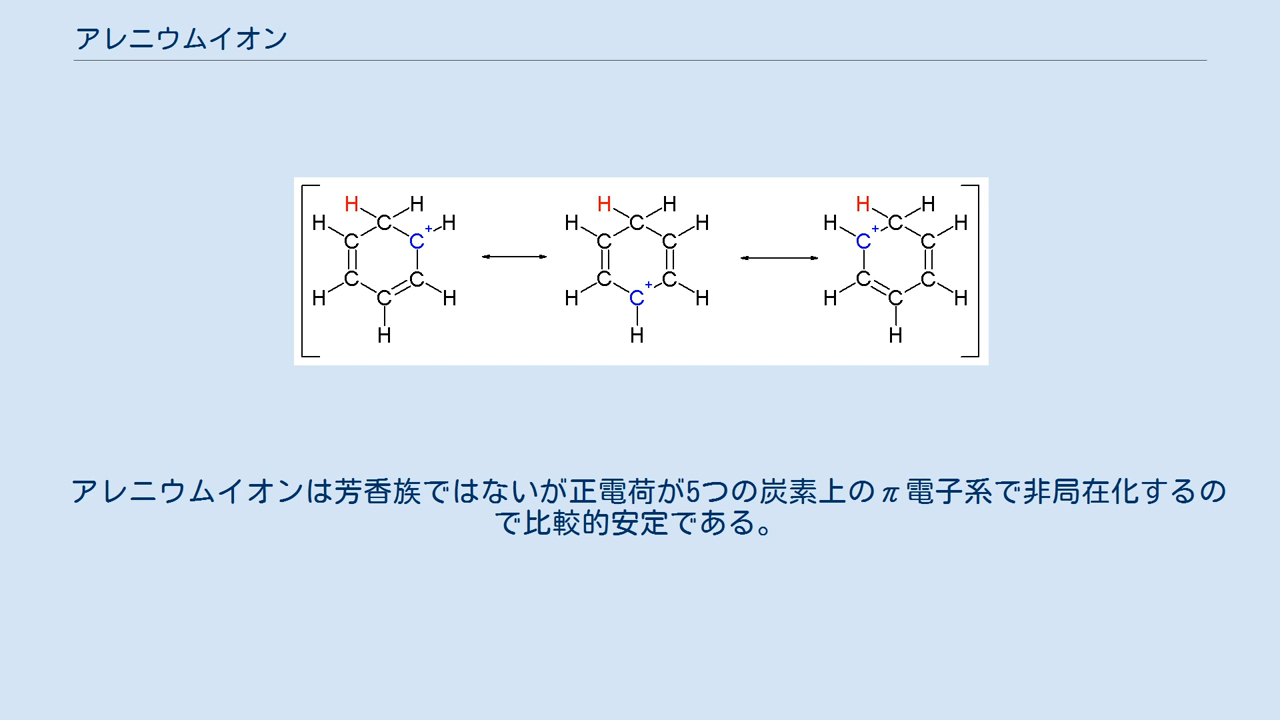 アレニウムイオン
H H H H H H
H C + H H C H H + C H
C C C C C C
C C C C C C
H C H H C + H H C H
H H H
アレニウムイオンは芳香族ではないが正電荷が5つの炭素上のπ電子系で非局在化するの
で比較的安定である。